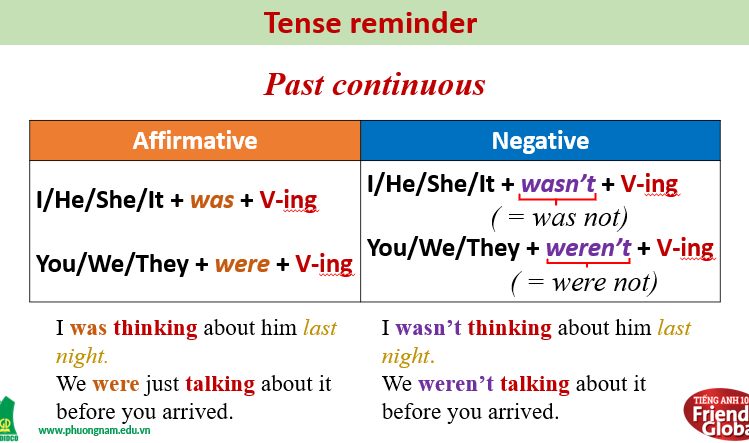 Tense reminder
Past continuous
Affirmative
Negative
I/He/She/It + was + V-ing
You/We/They + were + V-ing
I/He/She/It + wasn’t + V-ing
( = was not)
You/We/They + weren’t + V-ing
( = were not)
I was thinking about him last
night.
We were just talking about it
before you arrived.
I wasn’t thinking about him last
night.
We weren’t talking about it
before you arrived.
www.phuongnam.edu.vn
TIẾNG ANH 10
Friend
Globa